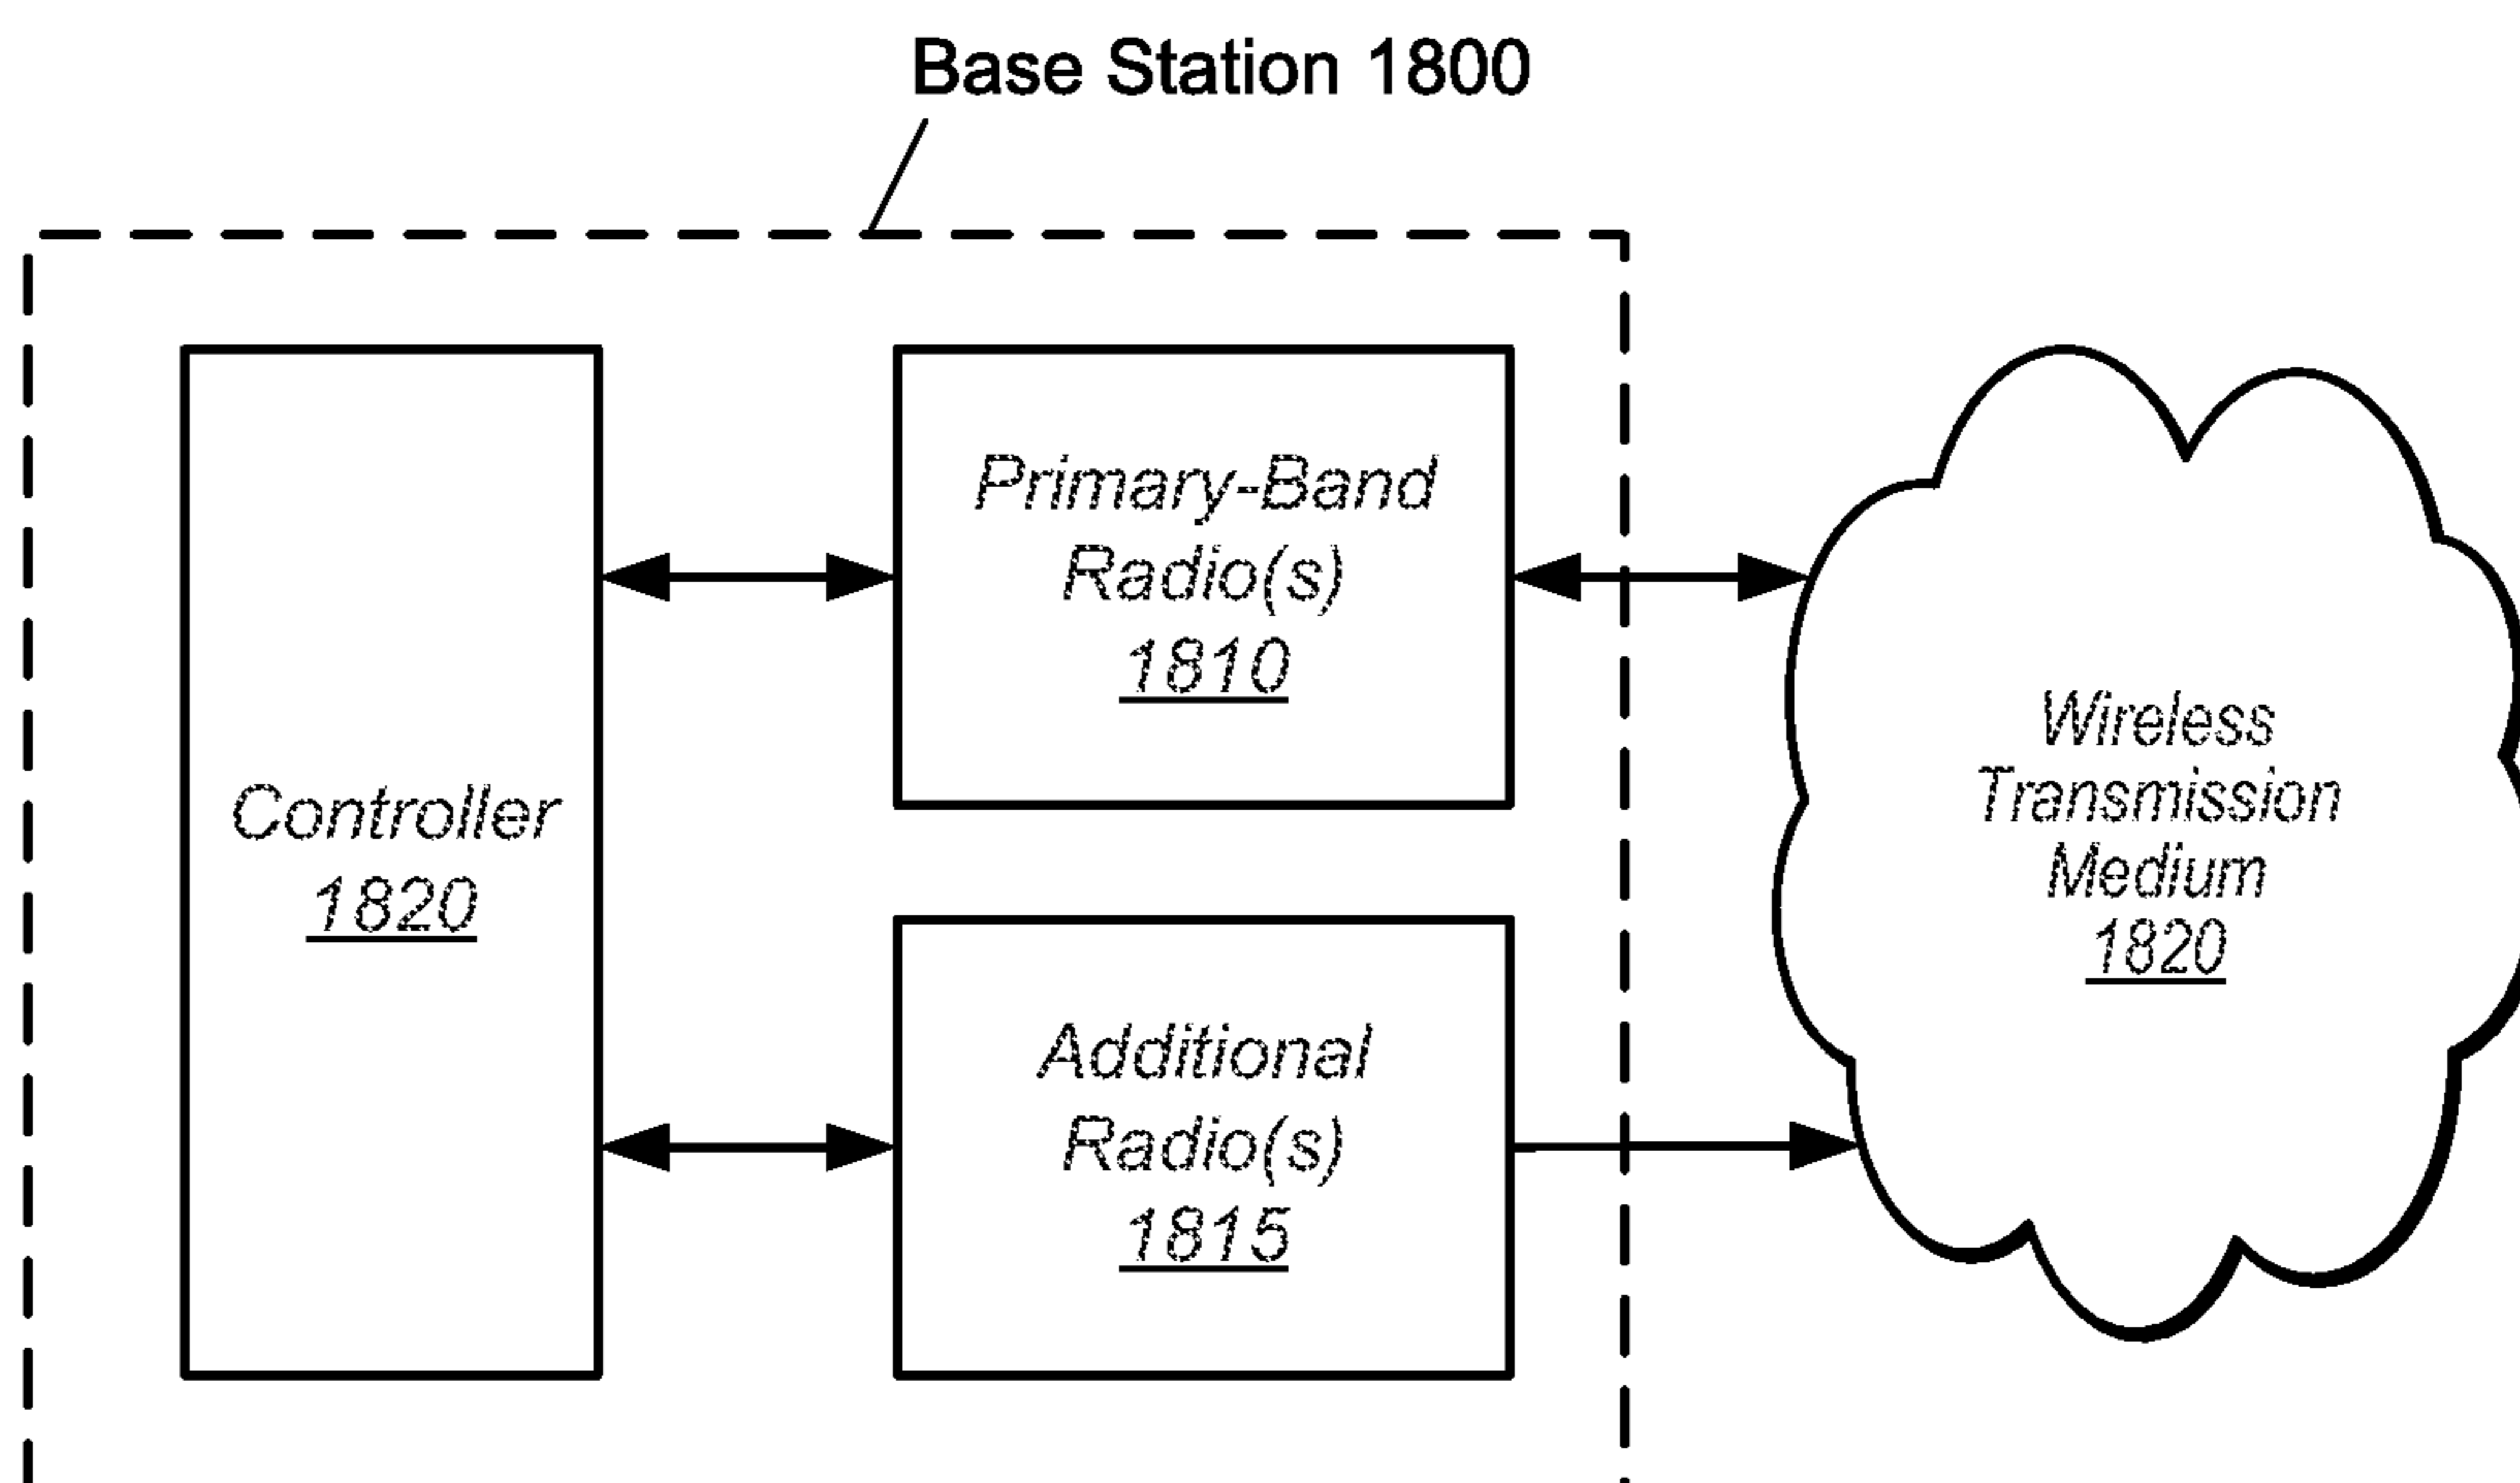 Base Station 1800
Controller
1820
Primary-Band
Radio(s)
1810
Additional
Radio(s)
1815
Wireless
Transmission
Medium
1820